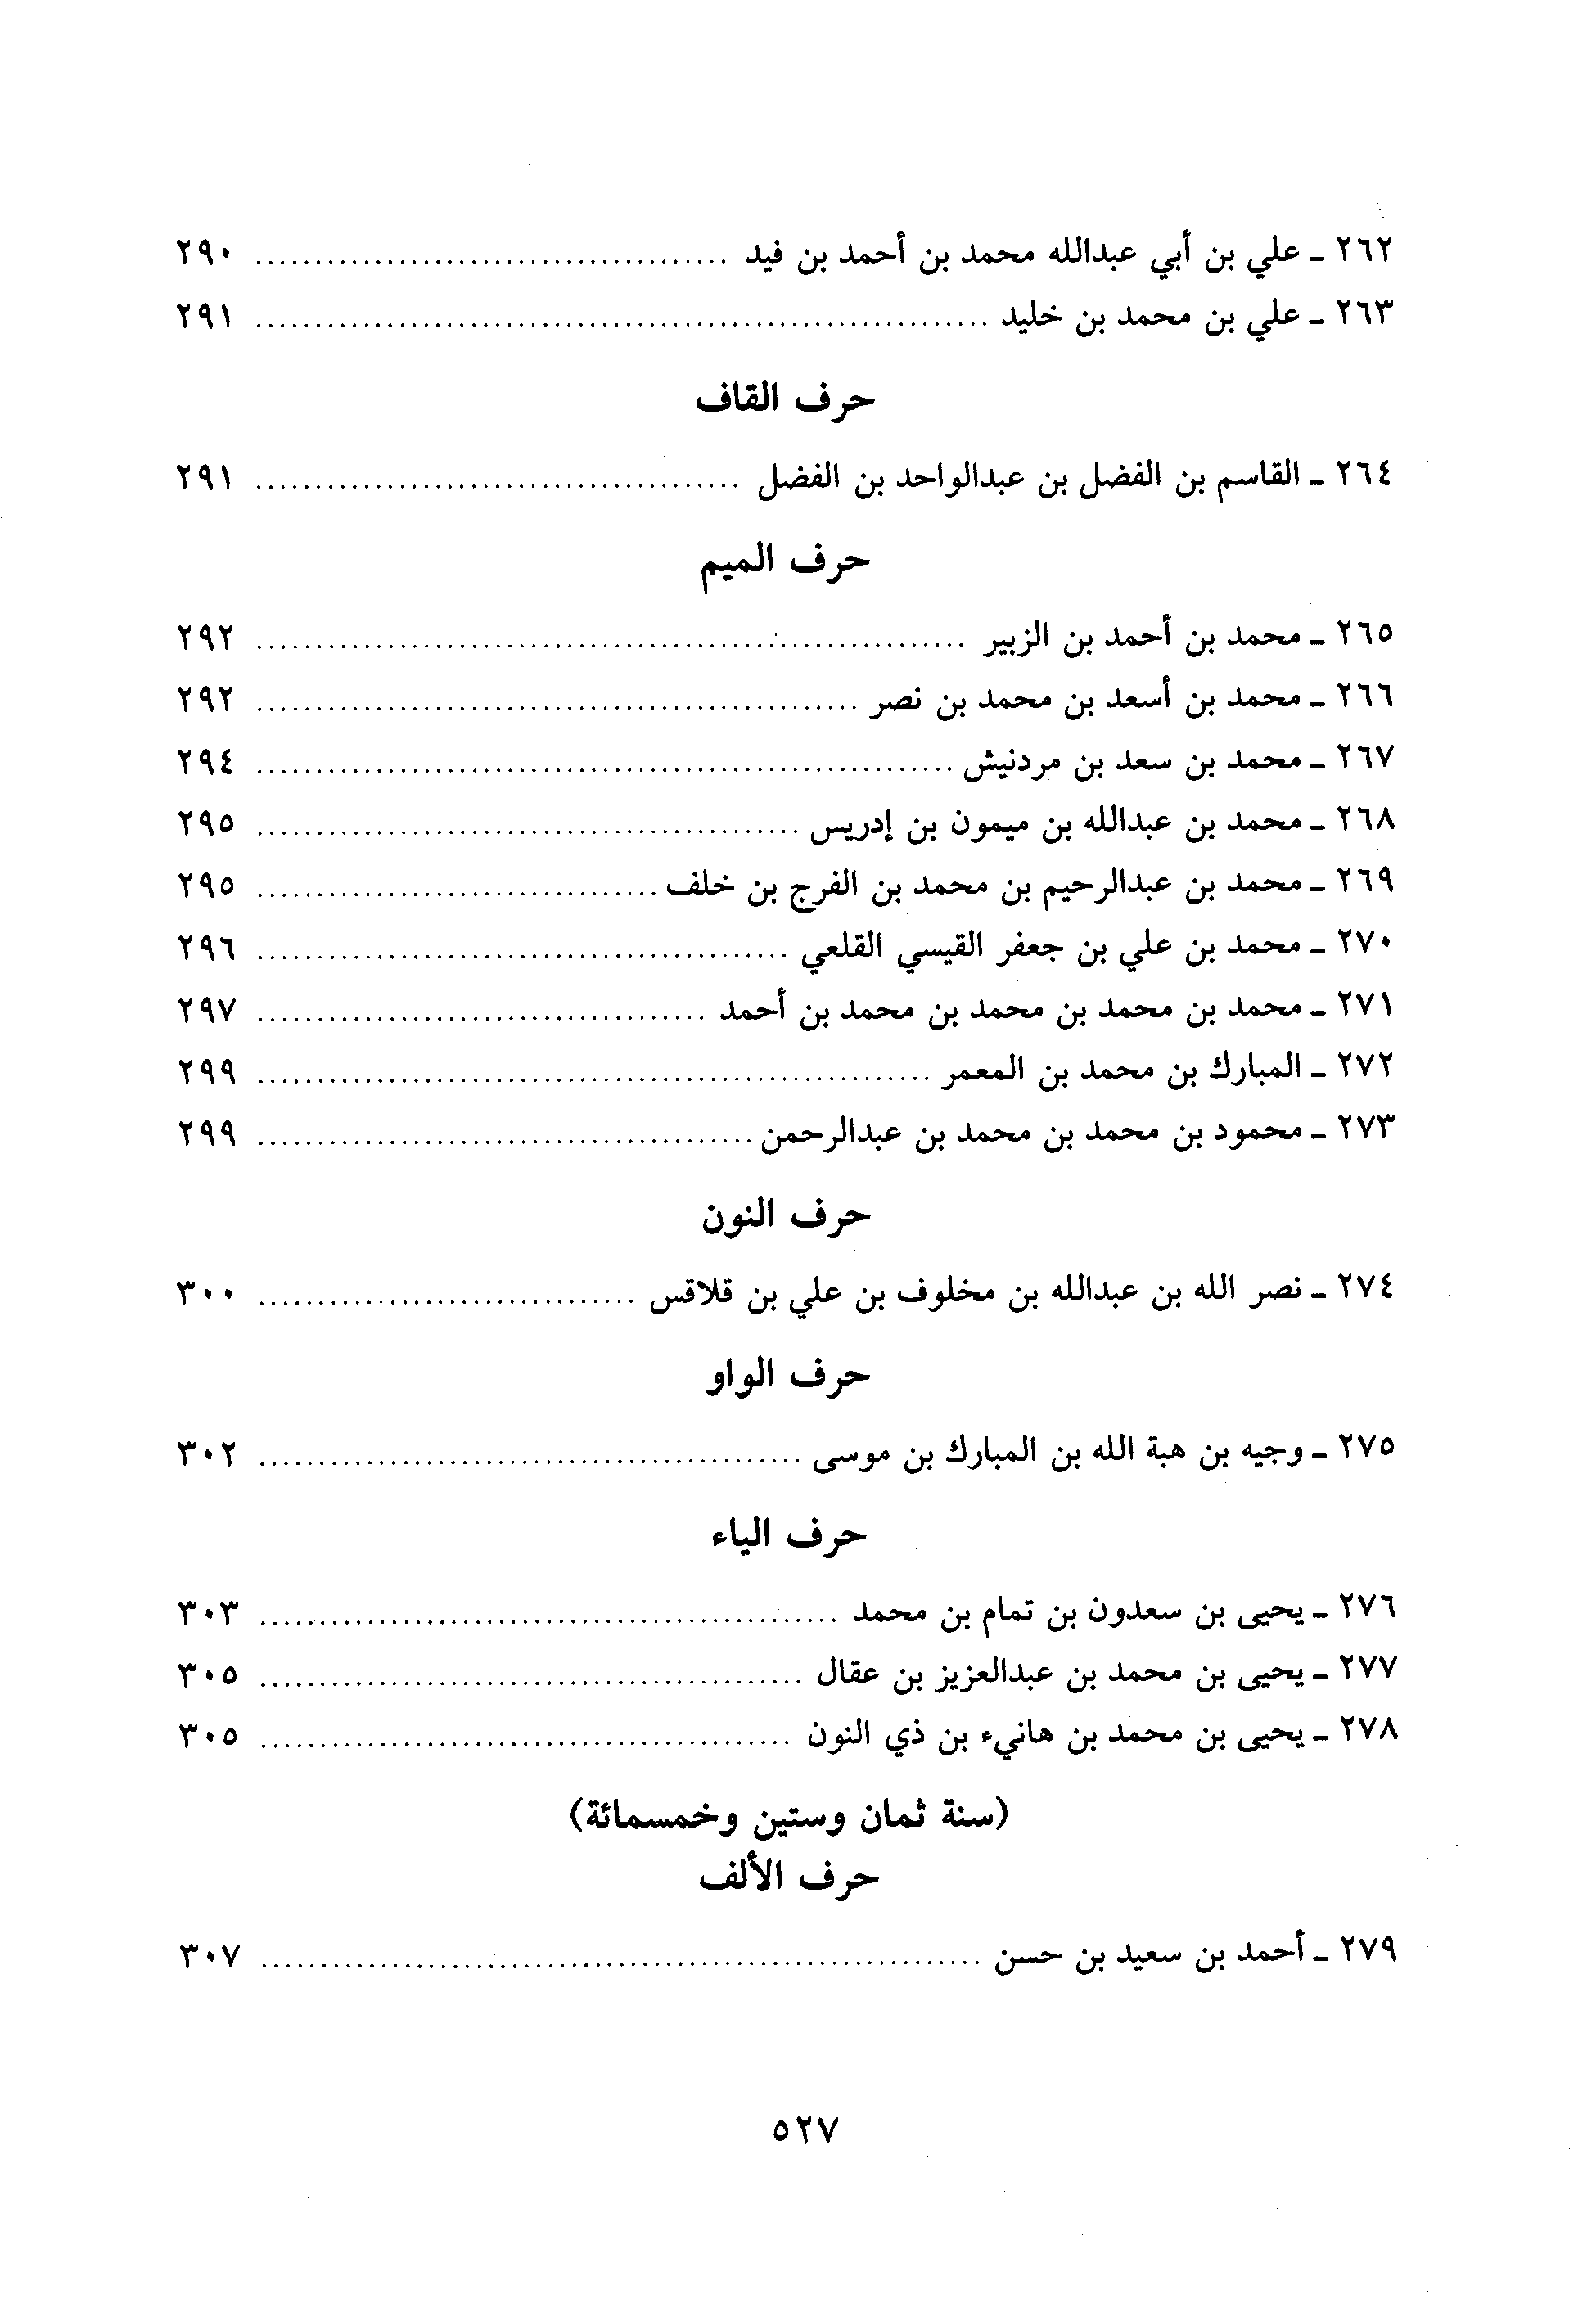 ٢٦٢ ـ علي بن أبي عبدالله محمد بن أحمد بن فيد ........................................ ٢٩٠
٢٦٣ ـ علي بن محمد بن خليد ............................................................. ٢٩١
حرف القاف
٢٦٤ ـ القاسم بن الفضل بن عبدالواحد بن الفضل ........................................ ٢٩١
حرف الميم
٢٦٥ ـ محمد بن أحمد بن الزبير ........................................................... ٢٩٢
٢٦٦ ـ محمد بن أسعد بن محمد بن نصر .................................................. ٢٩٢
٢٦٧ ـ محمد بن سعد بن مردنيش .......................................................... ٢٩٤
٢٦٨ ـ محمد بن عبدالله بن ميمون بن إدريس ............................................. ٢٩٥
٢٦٩ ـ محمد بن عبدالرحيم بن محمد بن الفرج بن خلف .................................. ٢٩٥
٢٧٠ ـ محمد بن علي بن جعفر القيسي القلعي ............................................ ٢٩٦
٢٧١ ـ محمد بن محمد بن محمد بن محمد بن أحمد ...................................... ٢٩٧
٢٧٢ ـ المبارك بن محمد بن المعمر ........................................................ ٢٩٩
٢٧٣ ـ محمود بن محمد بن محمد بن عبدالرحمن .......................................... ٢٩٩
حرف النون
٢٧٤ ـ نصر الله بن عبدالله بن مخلوف بن علي بن قلاقس ................................ ٣٠٠
حرف الواو
٢٧٥ ـ وجيه بن هبة الله بن المبارك بن موسى ............................................. ٣٠٢
حرف الياء
٢٧٦ ـ يحيى بن سعدون بن تمام بن محمد ................................................ ٣٠٣
٢٧٧ ـ يحيى بن محمد بن عبدالعزيز بن عقال ............................................. ٣٠٥
٢٧٨ ـ يحيى بن محمد بن هانيء بن ذي النون ............................................ ٣٠٥
(سنة ثمان وستين وخمسمائة)
حرف الألف
٢٧٩ ـ أحمد بن سعيد بن حسن ............................................................ ٣٠٧
٥٢٧